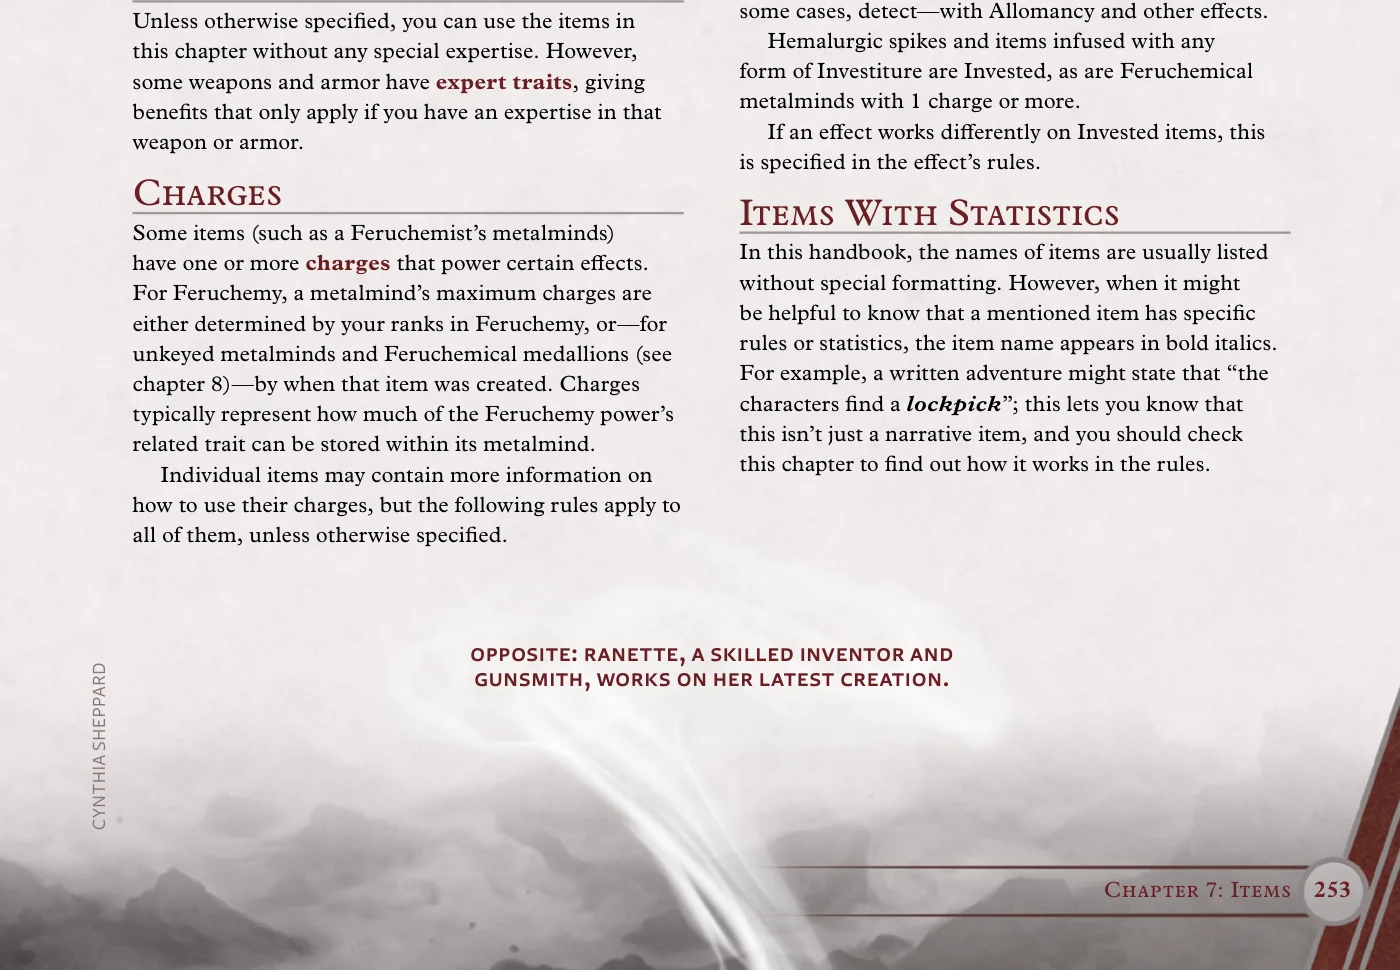 Unless otherwise specified, you can use the items in
this chapter without any special expertise. However,
some weapons and armor have expert traits, giving
benefits that only apply if you have an expertise in that
weapon or armor.
Charges
Some items (such as a Feruchemist’s metalminds)
have one or more charges that power certain effects.
For Feruchemy, a metalmind’s maximum charges are
either determined by your ranks in Feruchemy, or—for
unkeyed metalminds and Feruchemical medallions (see
chapter 8)—by when that item was created. Charges
typically represent how much of the Feruchemy power’s
related trait can be stored within its metalmind.
Individual items may contain more information on
how to use their charges, but the following rules apply to
all of them, unless otherwise specified.
some cases, detect—with Allomancy and other effects.
Hemalurgic spikes and items infused with any
form of Investiture are Invested, as are Feruchemical
metalminds with 1 charge or more.
If an effect works differently on Invested items, this
is specified in the effect’s rules.
Items With Statistics
In this handbook, the names of items are usually listed
without special formatting. However, when it might
be helpful to know that a mentioned item has specific
rules or statistics, the item name appears in bold italics.
For example, a written adventure might state that “the
characters find a lockpick”; this lets you know that
this isn’t just a narrative item, and you should check
this chapter to find out how it works in the rules.
OPPOSITE: RANETTE, A SKILLED INVENTOR AND
GUNSMITH, WORKS ON HER LATEST CREATION.
CYNTHIA SHEPPARD
Chapter 7: Items 253